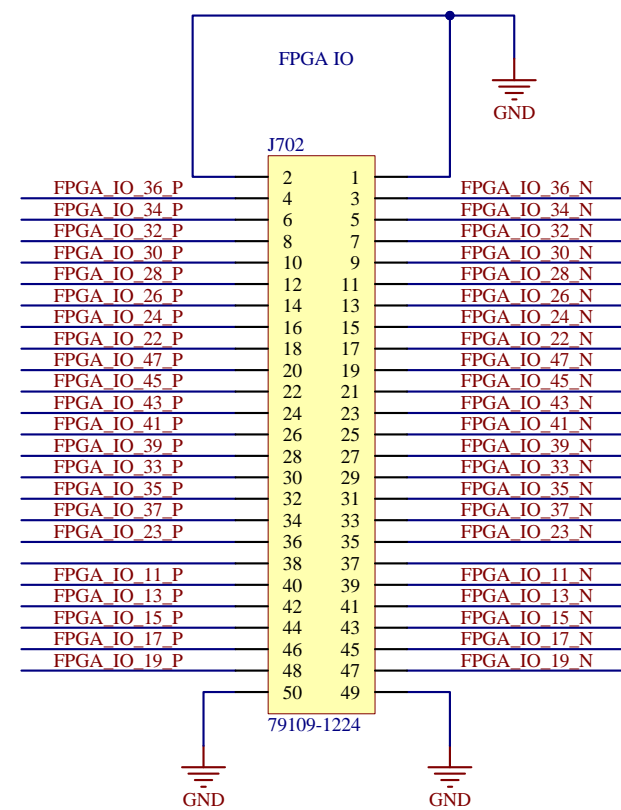 FPGA IO
GND
J702
2 1
FPGA_IO_36_P 4 3 FPGA_IO_36_N
FPGA_IO_34_P 6 5 FPGA_IO_34_N
FPGA_IO_32_P 8 7 FPGA_IO_32_N
FPGA_IO_30_P 10 9 FPGA_IO_30_N
FPGA_IO_28_P 12 11 FPGA_IO_28_N
FPGA_IO_26_P 14 13 FPGA_IO_26_N
FPGA_IO_24_P 16 15 FPGA_IO_24_N
FPGA_IO_22_P 18 17 FPGA_IO_22_N
FPGA_IO_47_P 20 19 FPGA_IO_47_N
FPGA_IO_45_P 22 21 FPGA_IO_45_N
FPGA_IO_43_P 24 23 FPGA_IO_43_N
FPGA_IO_41_P 26 25 FPGA_IO_41_N
FPGA_IO_39_P 28 27 FPGA_IO_39_N
FPGA_IO_33_P 30 29 FPGA_IO_33_N
FPGA_IO_35_P 32 31 FPGA_IO_35_N
FPGA_IO_37_P 34 33 FPGA_IO_37_N
FPGA_IO_23_P 36 35 FPGA_IO_23_N
38 37
FPGA_IO_11_P 40 39 FPGA_IO_11_N
FPGA_IO_13_P 42 41 FPGA_IO_13_N
FPGA_IO_15_P 44 43 FPGA_IO_15_N
FPGA_IO_17_P 46 45 FPGA_IO_17_N
FPGA_IO_19_P 48 47 FPGA_IO_19_N
50 49
79109-1224
GND GND